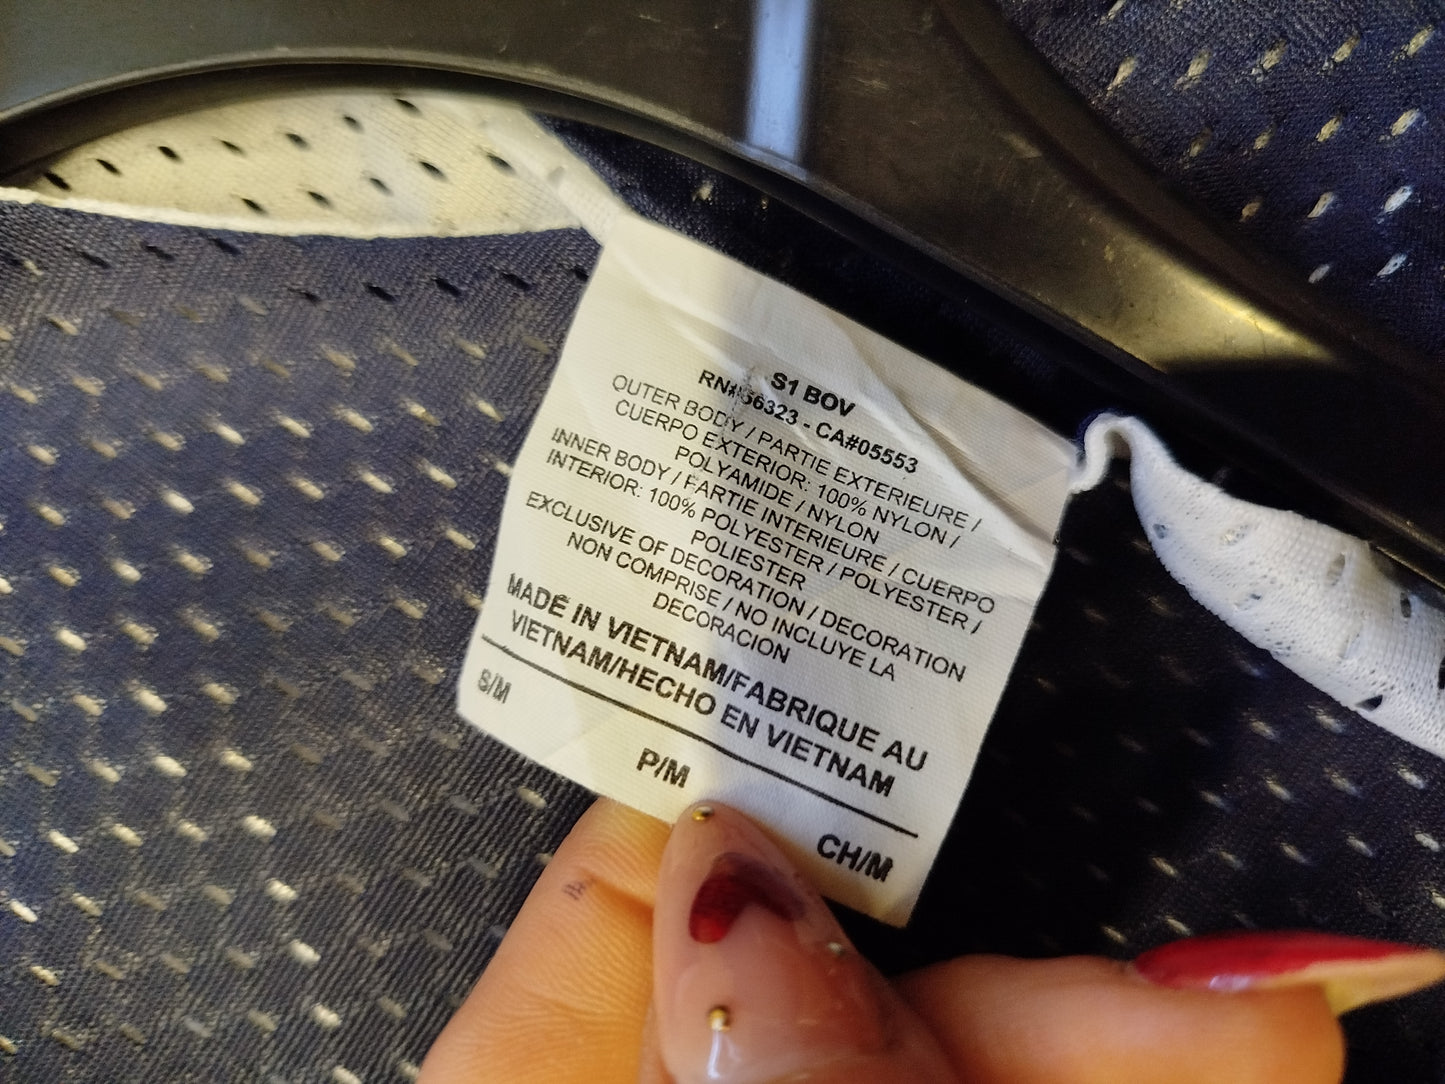 S1 BOV
RN#56323 - CA#05553
OUTER BODY / PARTIE EXTERIEURE /
CUERPO EXTERIOR: 100% NYLON /
POLYAMIDE / NYLON
INNER BODY / PARTIE INTERIEURE / CUERPO
INTERIOR: 100% POLYESTER / POLYESTER /
POLIESTER
EXCLUSIVE OF DECORATION / DECORATION
NON COMPRISE / NO INCLUYE LA
DECORACION
MADE IN VIETNAM/FABRIQUE AU
VIETNAM/HECHO EN VIETNAM
S/M P/M CH/M